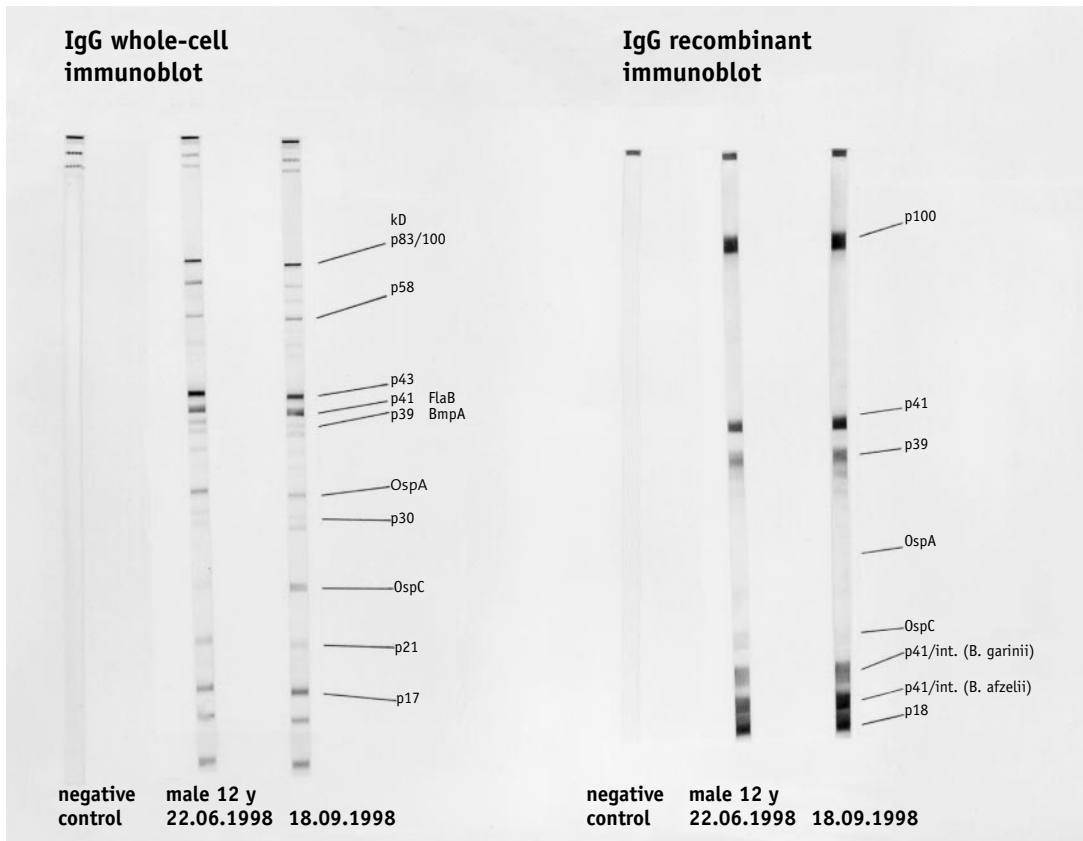 IgG whole-cell
immunoblot
kD
p83/100
p58
p43
p41 FlaB
p39 BmpA
OspA
p30
OspC
p21
p17
negative
control
male 12 y
22.06.1998 18.09.1998
IgG recombinant
immunoblot
p100
p41
p39
OspA
OspC
p41/int. (B. garinii)
p41/int. (B. afzelii)
p18
negative
control
male 12 y
22.06.1998 18.09.1998